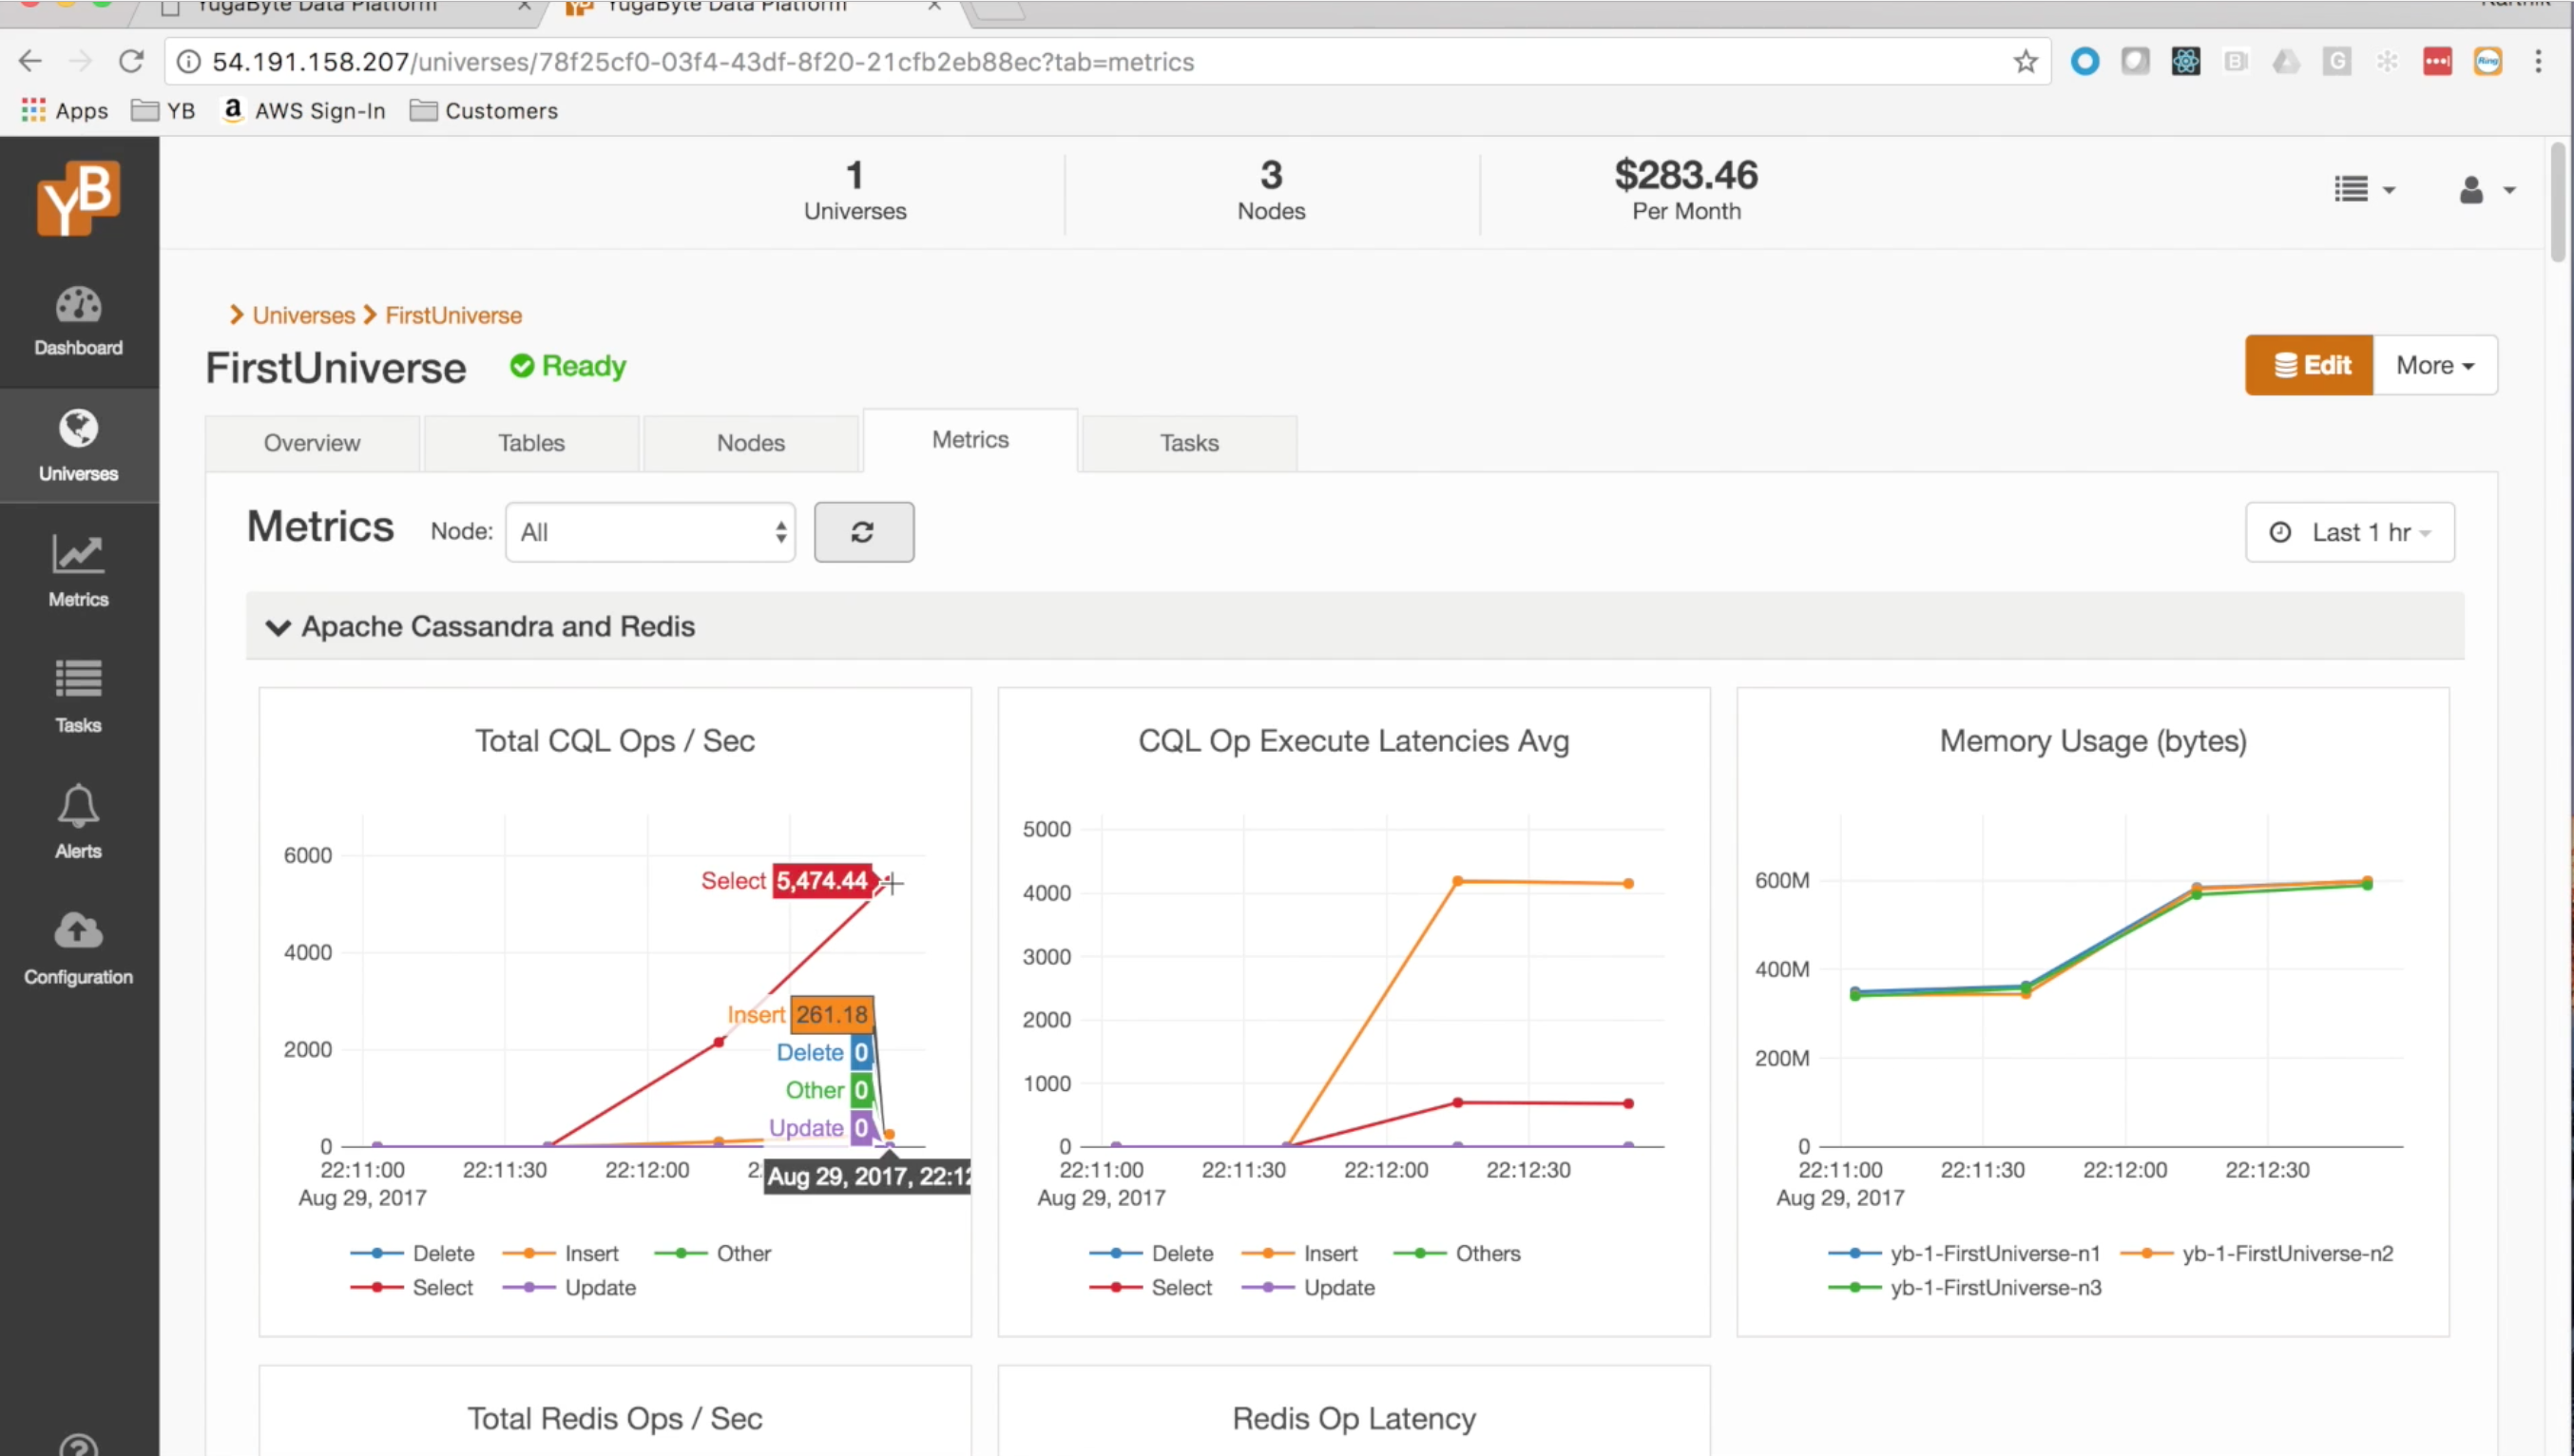 YugaByte Data Platform
YugaByte Data Platform
Karthik
54.191.158.207/universes/78f25cf0-03f4-43df-8f20-21cfb2eb88ec?tab=metrics
Apps YB AWS Sign-In Customers
YB
Dashboard
Universes
Metrics
Tasks
Alerts
Configuration
1
Universes
3
Nodes
$283.46
Per Month
Universes FirstUniverse
FirstUniverse Ready
Edit More
Overview Tables Nodes Metrics Tasks
Metrics Node: All Last 1 hr
Apache Cassandra and Redis
Total CQL Ops / Sec
6000
4000
2000
0
Select 5,474.44
Insert 261.18
Delete 0
Other 0
Update 0
22:11:00 22:11:30 22:12:00 2
Aug 29, 2017
Aug 29, 2017, 22:12
Delete Insert Other
Select Update
CQL Op Execute Latencies Avg
5000
4000
3000
2000
1000
0
22:11:00 22:11:30 22:12:00 22:12:30
Aug 29, 2017
Delete Insert Others
Select Update
Memory Usage (bytes)
600M
400M
200M
0
22:11:00 22:11:30 22:12:00 22:12:30
Aug 29, 2017
yb-1-FirstUniverse-n1 yb-1-FirstUniverse-n2
yb-1-FirstUniverse-n3
Total Redis Ops / Sec
Redis Op Latency